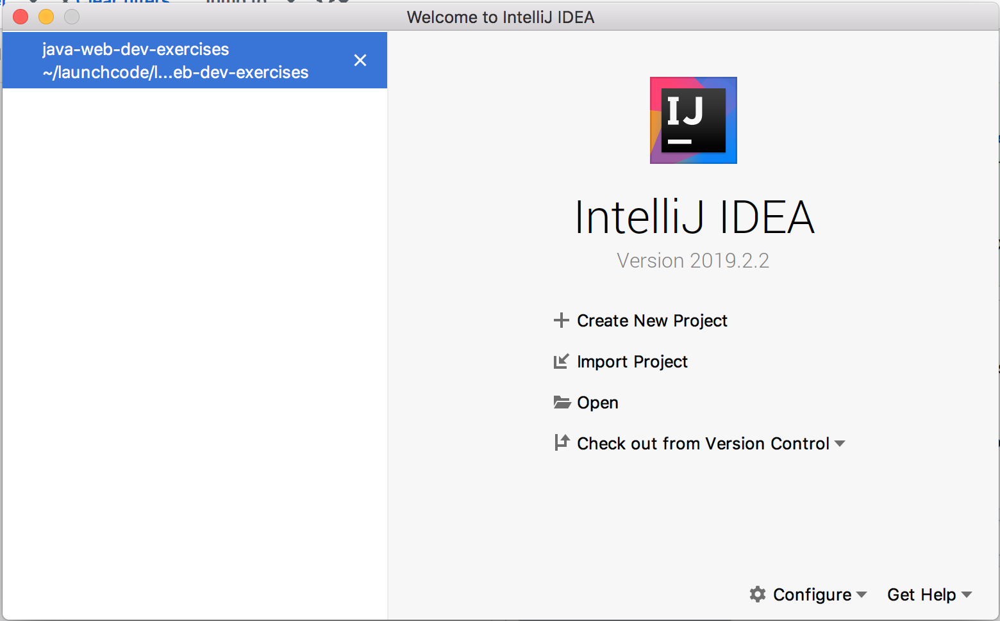 Welcome to IntelliJ IDEA
java-web-dev-exercises
~/launchcode/l...eb-dev-exercises
IJ
IntelliJ IDEA
Version 2019.2.2
Create New Project
Import Project
Open
Check out from Version Control
Configure
Get Help